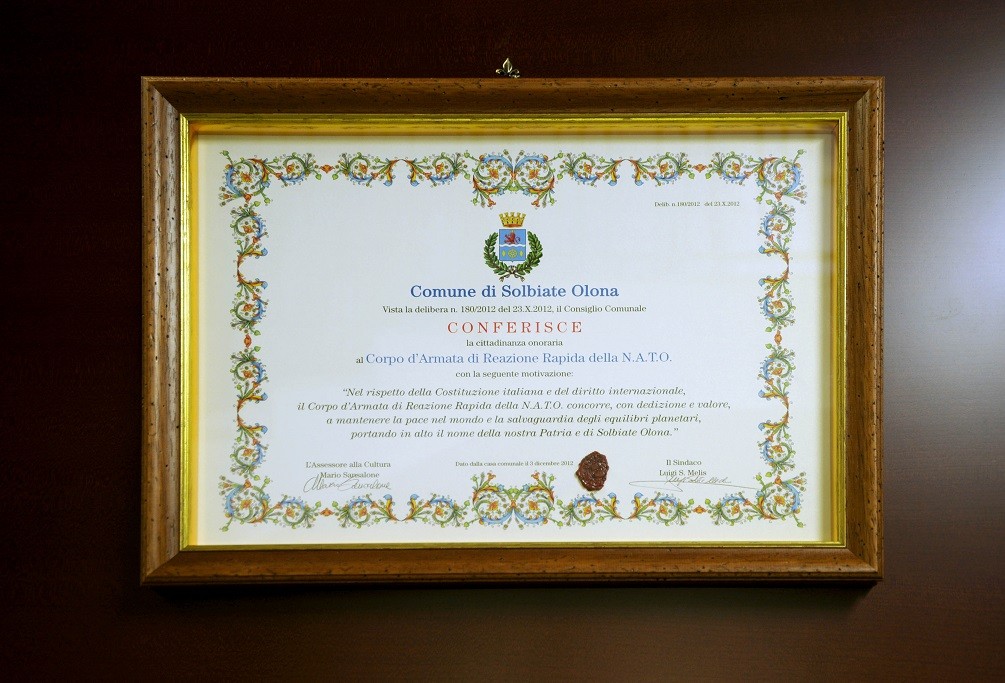 Delib. n.180/2012 del 23.X.2012
Comune di Solbiate Olona
Vista la delibera n. 180/2012 del 23.X.2012, il Consiglio Comunale
CONFERISCE
la cittadinanza onoraria
al Corpo d'Armata di Reazione Rapida della N.A.T.O.
con la seguente motivazione:
"Nel rispetto della Costituzione italiana e del diritto internazionale,
il Corpo d'Armata di Reazione Rapida della N.A.T.O. concorre, con dedizione e valore,
a mantenere la pace nel mondo e la salvaguardia degli equilibri planetari,
portando in alto il nome della nostra Patria e di Solbiate Olona."
L'Assessore alla Cultura
Mario Sansalone
Dato dalla casa comunale il 3 dicembre 2012
Il Sindaco
Luigi S. Melis